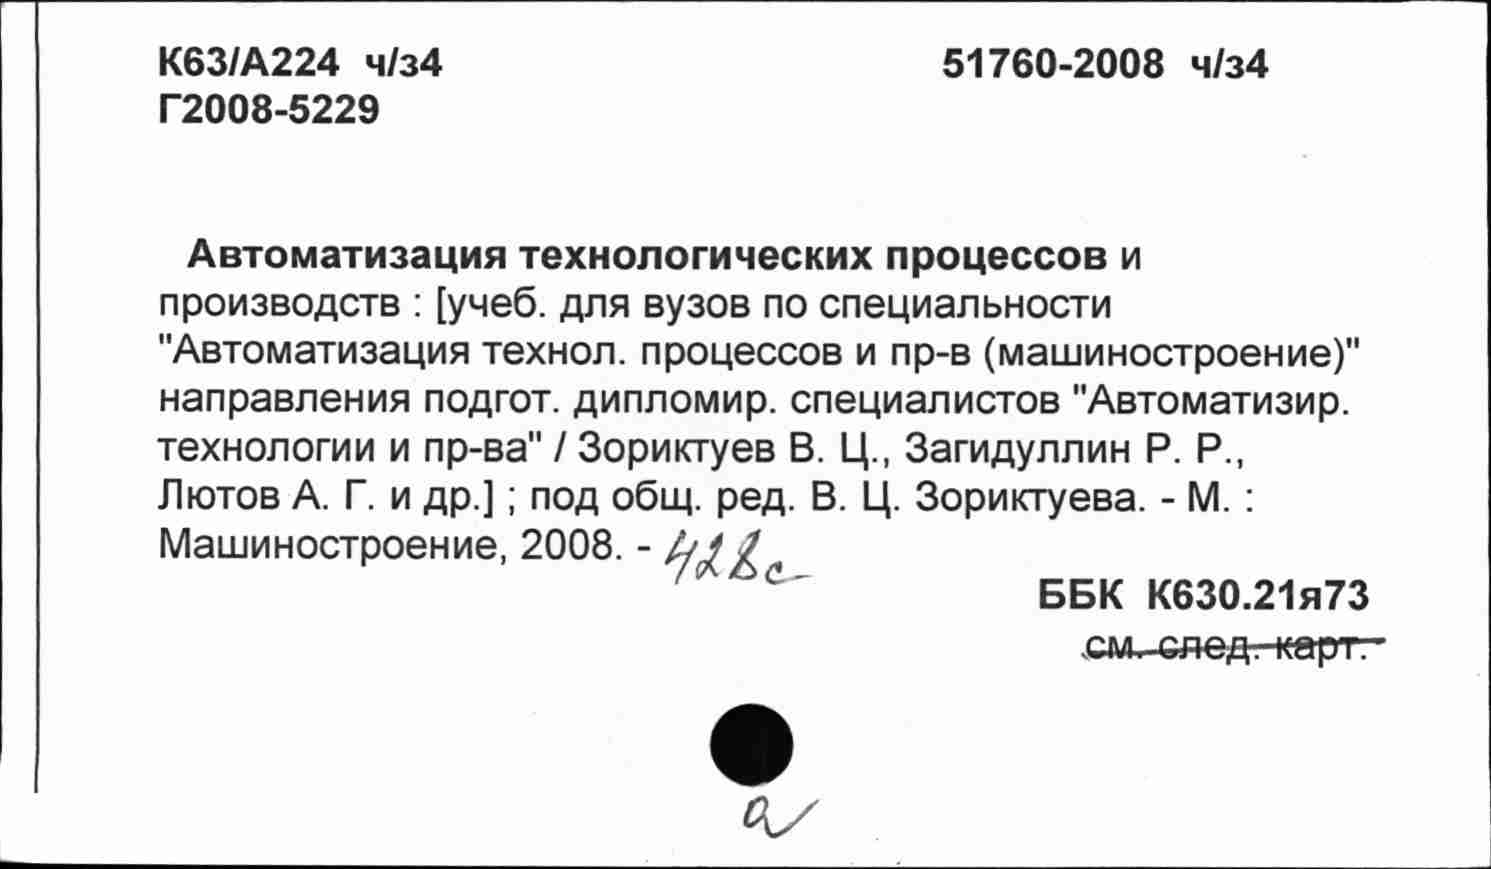 К63/А224 ч/з4 51760-2008 ч/з4
Г2008-5229
Автоматизация технологических процессов и
производств : [учеб. для вузов по специальности
"Автоматизация технол. процессов и пр-в (машиностроение)"
направления подгот. дипломир. специалистов "Автоматизир.
технологии и пр-ва" / Зориктуев В. Ц., Загидуллин Р. Р.,
Лютов А. Г. и др.] ; под общ. ред. В. Ц. Зориктуева. - М. :
Машиностроение, 2008. - 428с
ББК К630.21я73
см. след. карт.
а